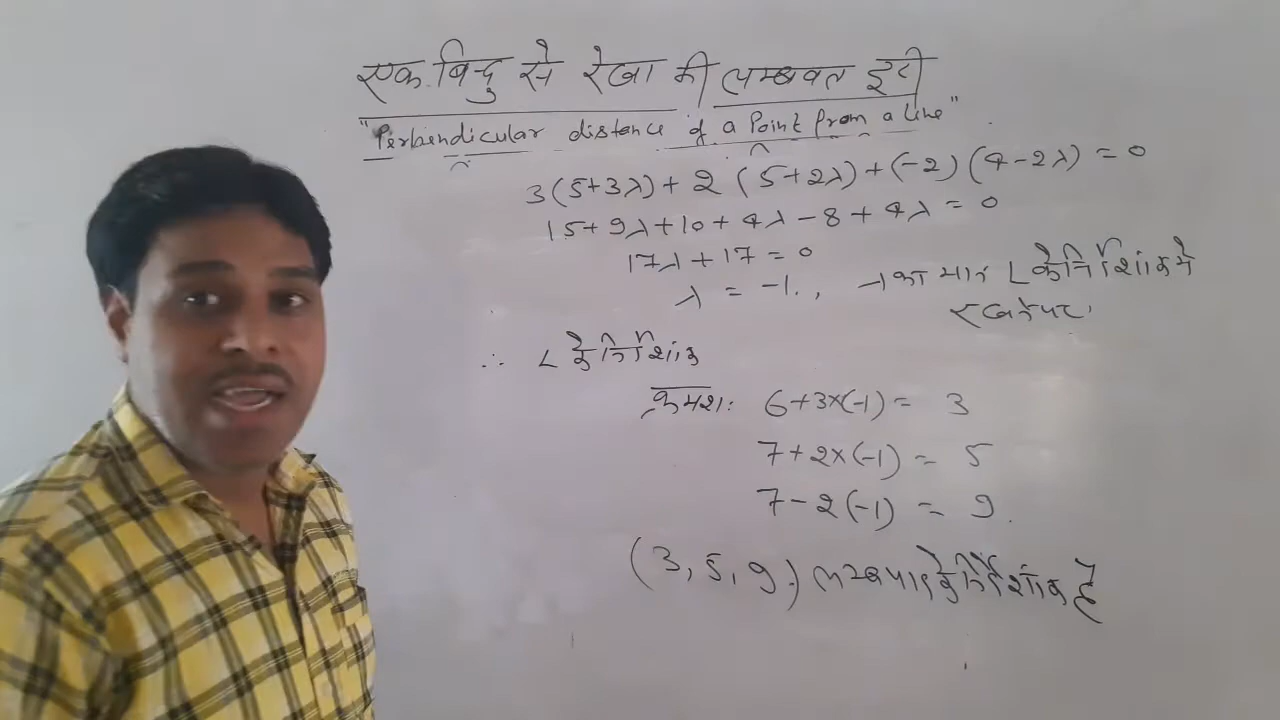 एक बिन्दु से रेखा की लम्बवत दूरी
"Perpendicular distance of a Point from a line"
3(5+3λ) + 2 (5+2λ) + (-2) (4-2λ) = 0
15 + 9λ + 10 + 4λ - 8 + 4λ = 0
17λ + 17 = 0
λ = -1. , λ का मान L के निर्देशांक मे
रखने पर
∴ L के निर्देशांक
क्रमश: 6+3×(-1) = 3
7+2×(-1) = 5
7-2(-1) = 9.
(3, 5, 9) लम्बपाद के निर्देशांक है